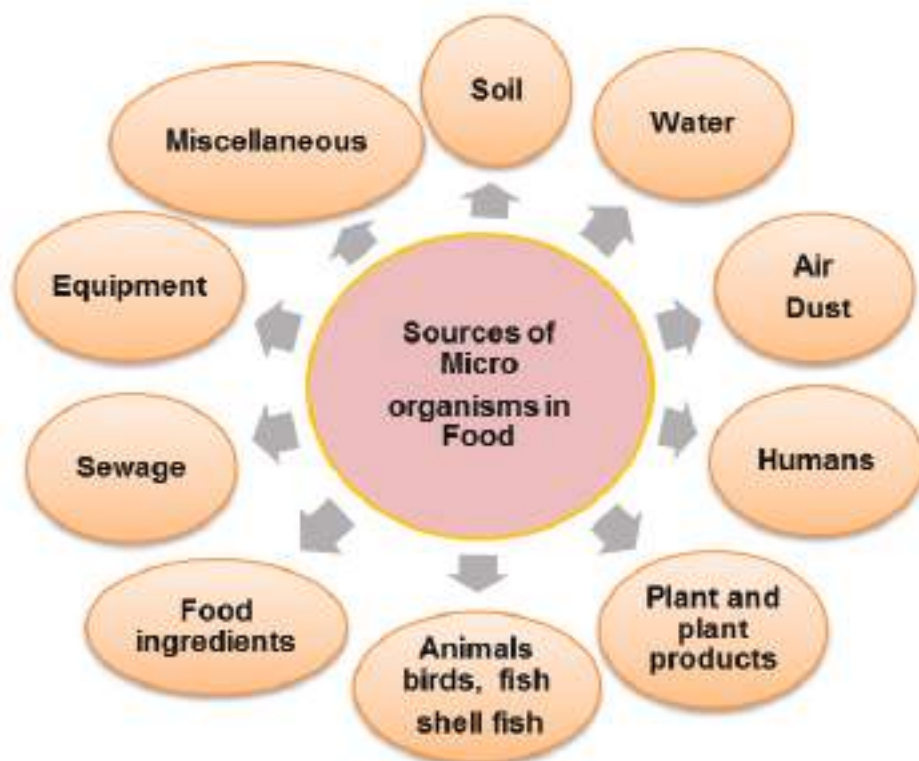 Sources of
Micro
organisms in
Food
Soil
Water
Air
Dust
Humans
Plant and
plant
products
Animals
birds, fish
shell fish
Food
ingredients
Sewage
Equipment
Miscellaneous